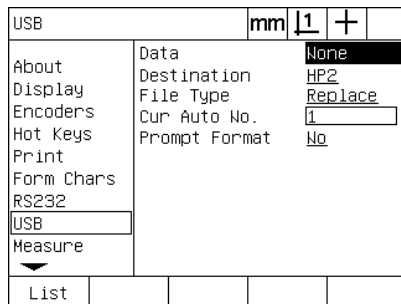 USB mm 1
About
Display
Encoders
Hot Keys
Print
Form Chars
RS232
USB
Measure
Data None
Destination HP2
File Type Replace
Cur Auto No. 1
Prompt Format No
List